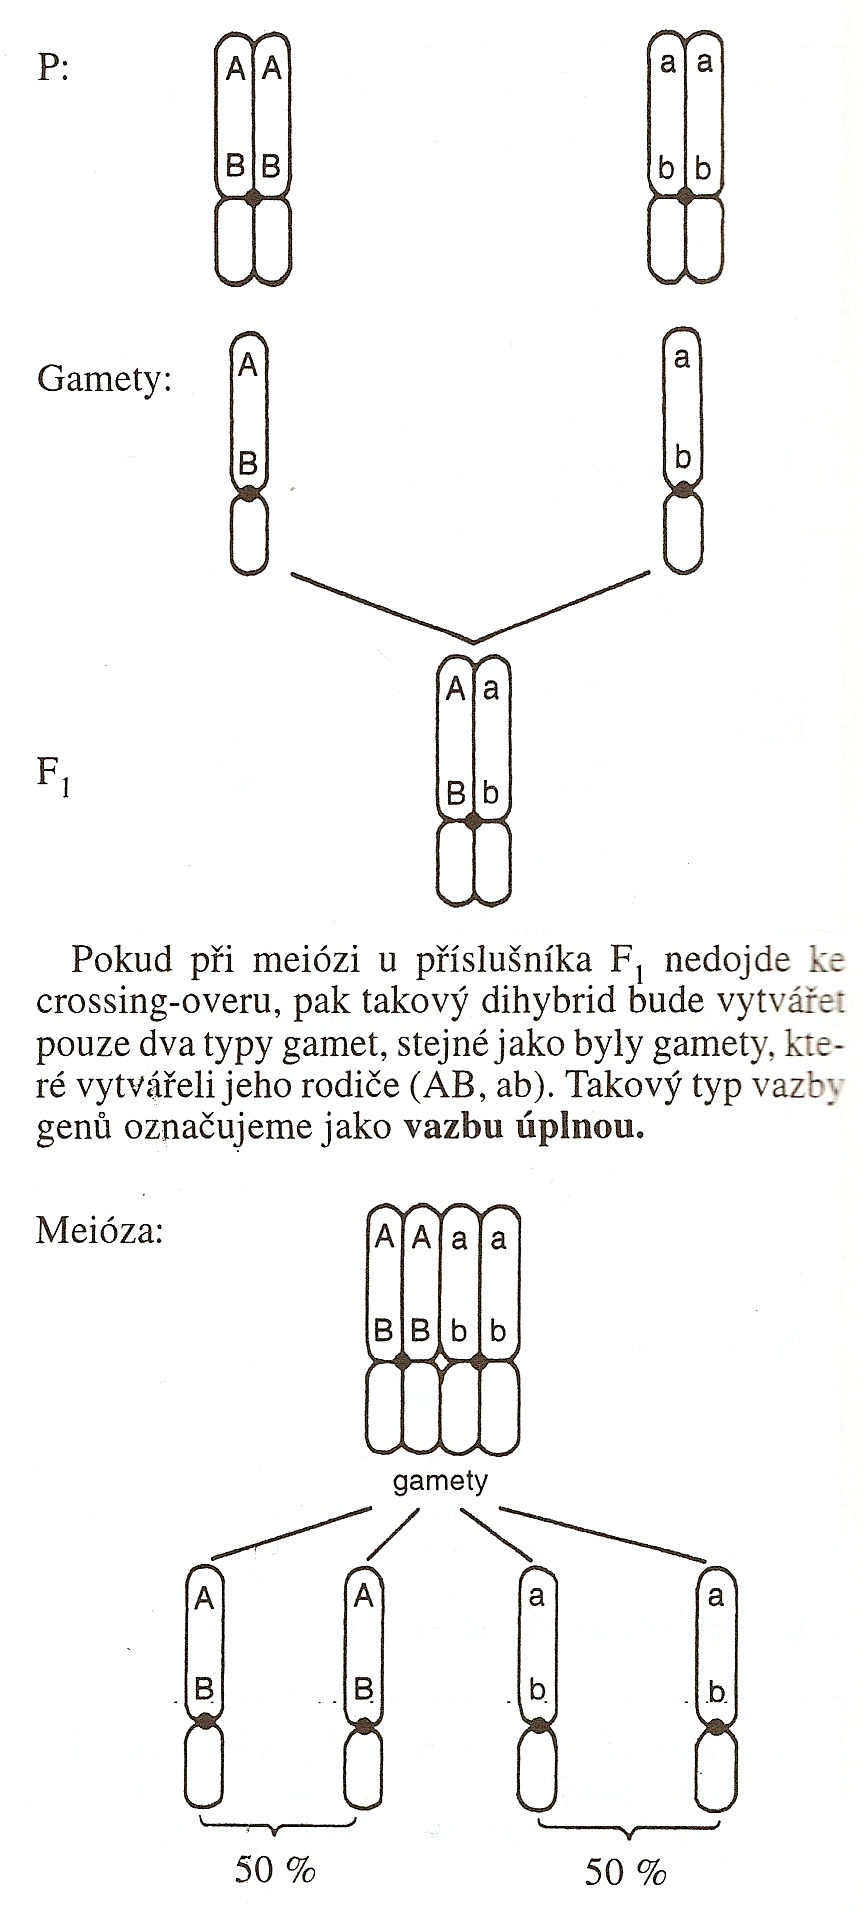 P:
A A a a
B B b b
Gamety:
A a
B b
A a
B b
F₁
Pokud při meiózi u příslušníka F₁ nedojde ke
crossing-overu, pak takový dihybrid bude vytvářet
pouze dva typy gamet, stejné jako byly gamety, kte-
ré vytvářeli jeho rodiče (AB, ab). Takový typ vazby
genů označujeme jako vazbu úplnou.
Meióza:
A A a a
B B b b
gamety
A A a a
B B b b
50 % 50 %